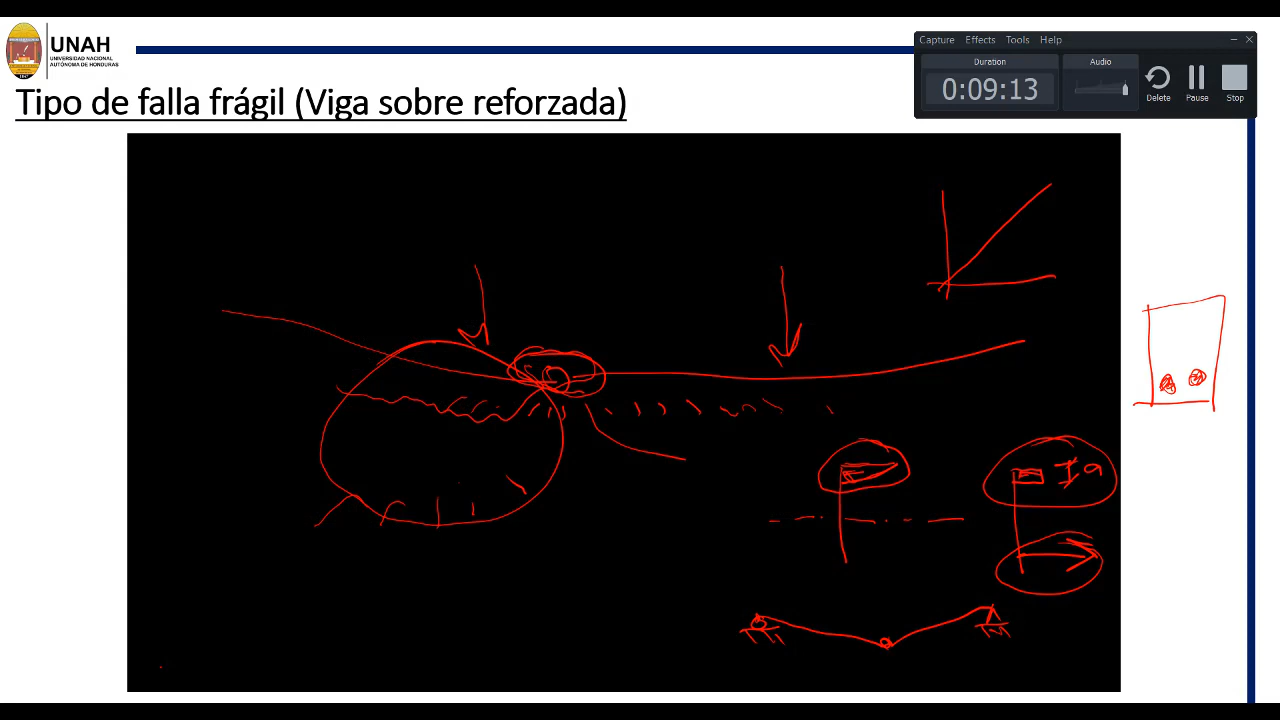 UNAH
UNIVERSIDAD NACIONAL
AUTÓNOMA DE HONDURAS
Tipo de falla frágil (Viga sobre reforzada)
Capture Effects Tools Help
Duration
0:09:13
Audio
Delete
Pause
Stop